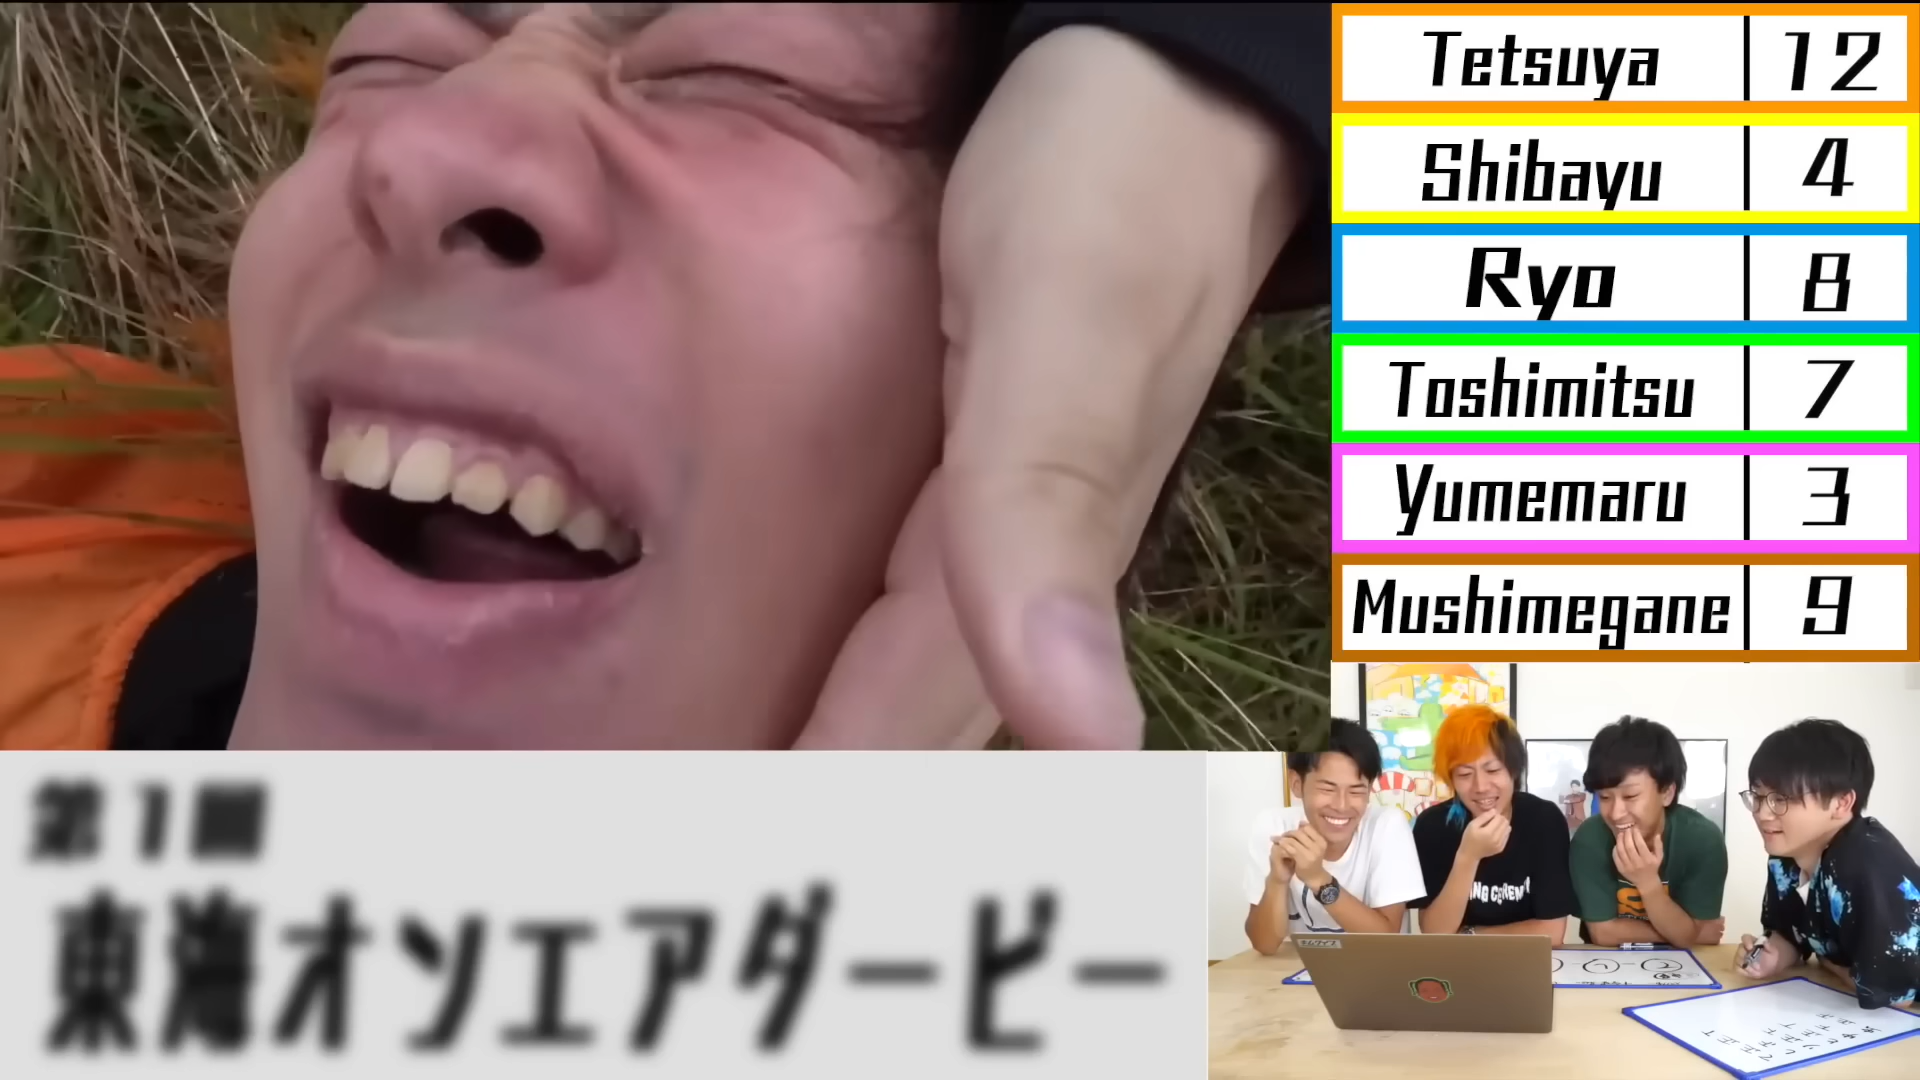 Tetsuya 12
Shibayu 4
Ryo 8
Toshimitsu 7
Yumemaru 3
Mushimegane 9
第1回
東海オンエアダービー